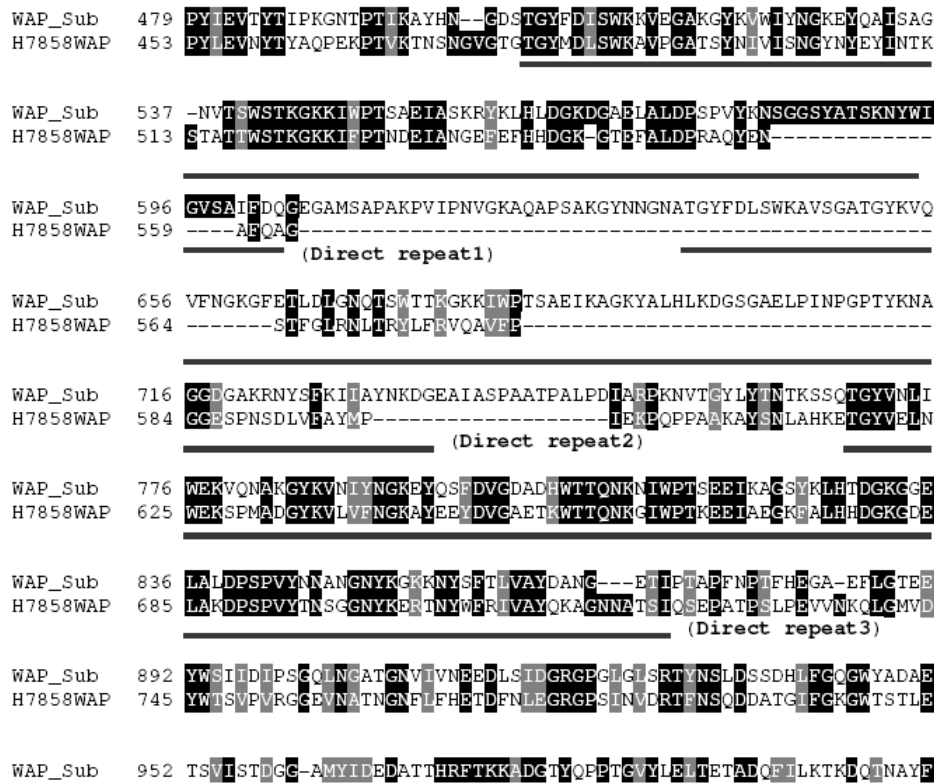 WAP_Sub 479 PYIEVTYTIPKGNTPTIKAYHN--GDSTGYFDISWKKVEGAKGYKVWIYNGKEYQAISAG
H7858WAP 453 PYLEVNYTYAQPEKPTVKTNSNGVGTGTGYMDLSWKAVPGATSYNIVISNGYNYEYINTK
WAP_Sub 537 -NVTSWSTKGKKIWPTSAEIASKRYKLHLDGKDGAELALDPSPVYKNSGGSYATSKNYWI
H7858WAP 513 STATTWSTKGKKIFPTNDEIANGEFEFHHDGK-GTEFALDPRAQYEN-------------
WAP_Sub 596 GVSAIFDQGEGAMSAPAKPVIPNVGKAQAPSAKGYNNGNATGYFDLSWKAVSGATGYKVQ
H7858WAP 559 ----AFQAG---------------------------------------------------
(Direct repeat1)
WAP_Sub 656 VFNGKGFETLDLGNQTSWTTKGKKIWPTSAEIKAGKYALHLKDGSGAELPINPGPTYKNA
H7858WAP 564 -------STFGLRNLTRYLFRVQAVFP---------------------------------
WAP_Sub 716 GGDGAKRNYSFKIIAYNKDGEAIASPAATPALPDIARPKNVTGYLYTNTKSSQTGYVNLI
H7858WAP 584 GGESPNSDLVFAYMP-------------------IEKPQPPAAKAYSNLAHKETGYVELN
(Direct repeat2)
WAP_Sub 776 WEKVQNAKGYKVNIYNGKEYQSFDVGDADHWTTQNKNIWPTSEEIKAGSYKLHTDGKGGE
H7858WAP 625 WEKSPMADGYKVLVFNGKAYEEYDVGAETKWTTQNKGIWPTKEEIAEGKFALHHDGKGDE
WAP_Sub 836 LALDPSPVYNNANGNYKGKKNYSFTLVAYDANG---ETIPTAPFNPTFHEGA-EFLGTEE
H7858WAP 685 LAKDPSPVYTNSGGNYKERTNYWFRIVAYQKAGNNATSIQSEPATPSLPEVVNKQLGMVD
(Direct repeat3)
WAP_Sub 892 YWSIIDIPSGQLNGATGNVIVNEEDLSIDGRGPGLGLSRTYNSLDSSDHLFGQGWYADAE
H7858WAP 745 YWTSVPVRGGEVNATNGNFLFHETDFNLEGRGPSINVDRTFNSQDDATGIFGKGWTSTLE
WAP_Sub 952 TSVISTDGG-AMYIDEDATTHRFTKKADGTYQPPTGVYLELTETADQFILKTKDQTNAYF